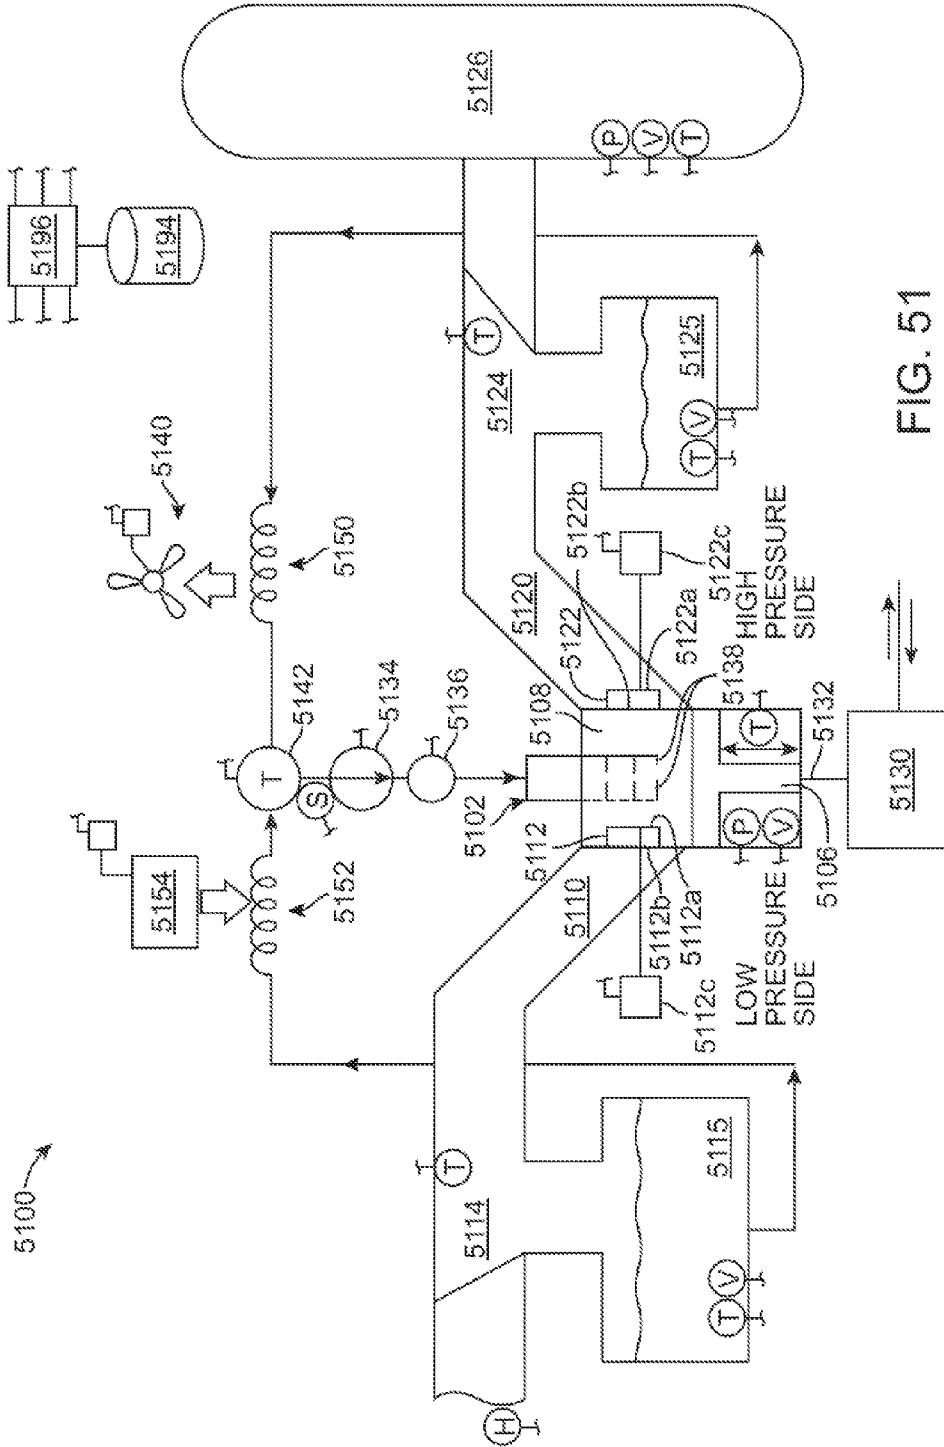 5100
5196
5194
5126
P
V
T
5154
5140
5152
5150
T
5142
S
5134
5136
5102
T
5114
H
5110
5112
5108
5120
5122
5122b
5124
T
5112b
5112a
5112c
5122a
5122c
5138
LOW
PRESSURE
SIDE
HIGH
PRESSURE
SIDE
P
V
T
5106
5132
5130
T
V
5115
T
V
5125
FIG. 51